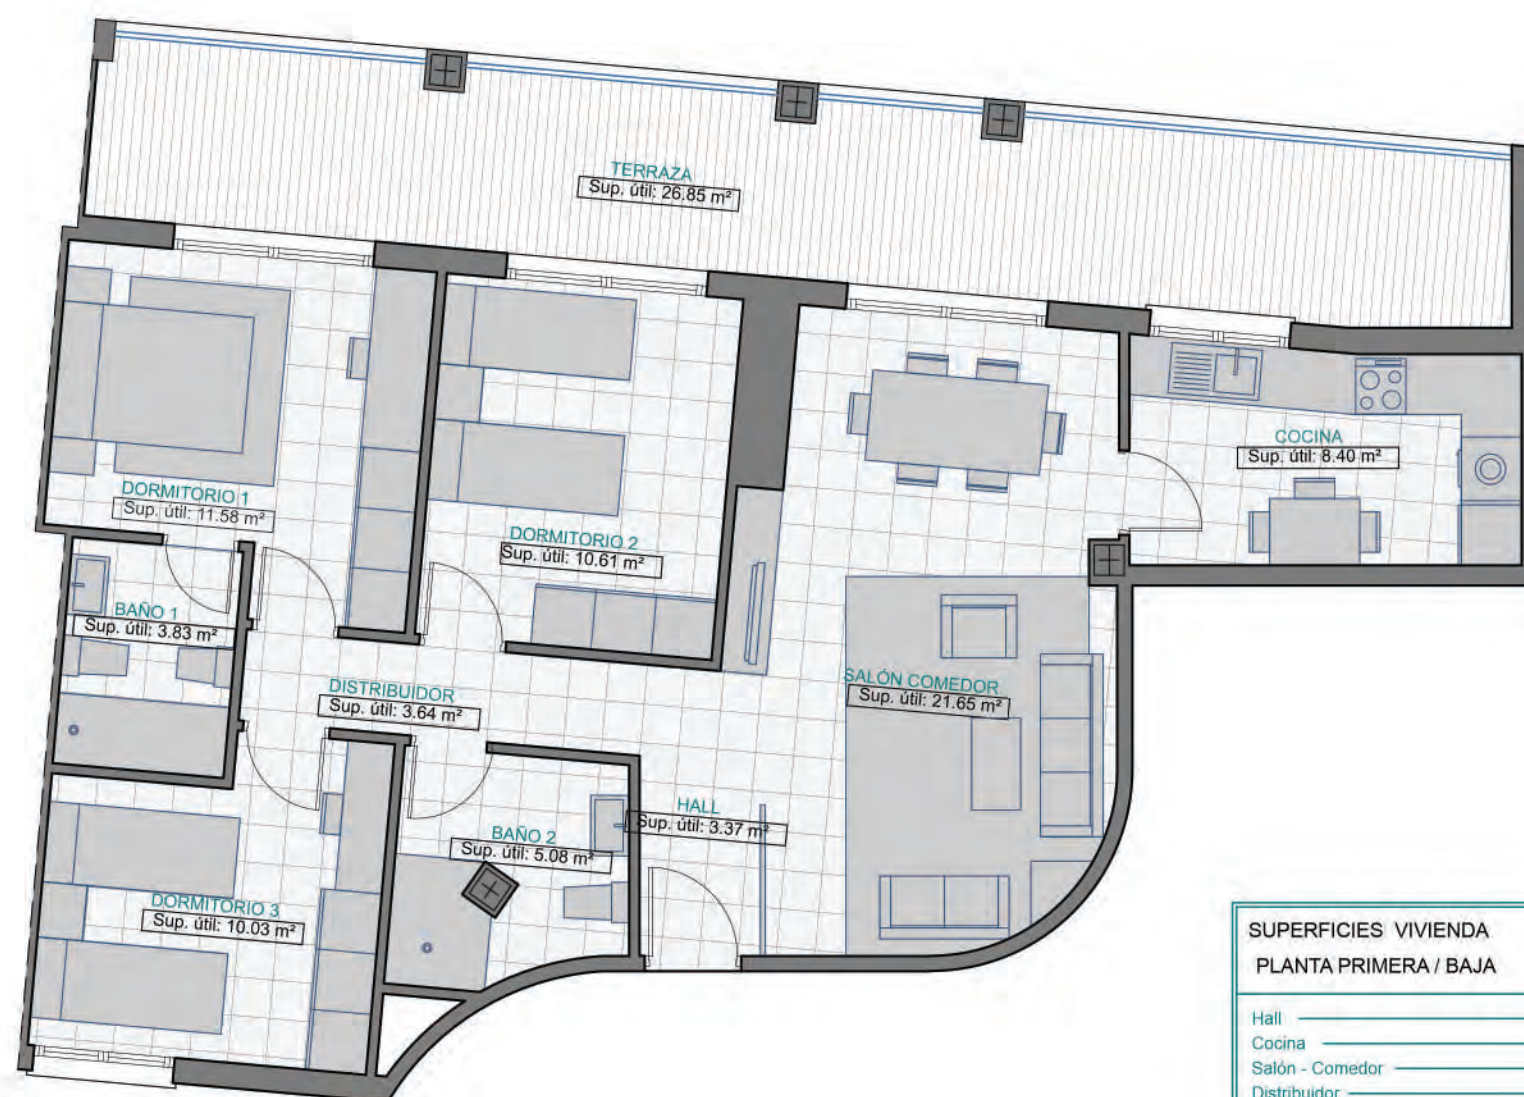 TERRAZA
Sup. útil: 26.85 m²
DORMITORIO 1
Sup. útil: 11.58 m²
DORMITORIO 2
Sup. útil: 10.61 m²
COCINA
Sup. útil: 8.40 m²
BAÑO 1
Sup. útil: 3.83 m²
DISTRIBUIDOR
Sup. útil: 3.64 m²
SALÓN COMEDOR
Sup. útil: 21.65 m²
HALL
Sup. útil: 3.37 m²
BAÑO 2
Sup. útil: 5.08 m²
DORMITORIO 3
Sup. útil: 10.03 m²
SUPERFICIES VIVIENDA
PLANTA PRIMERA / BAJA
Hall
Cocina
Salón - Comedor
Distribuidor